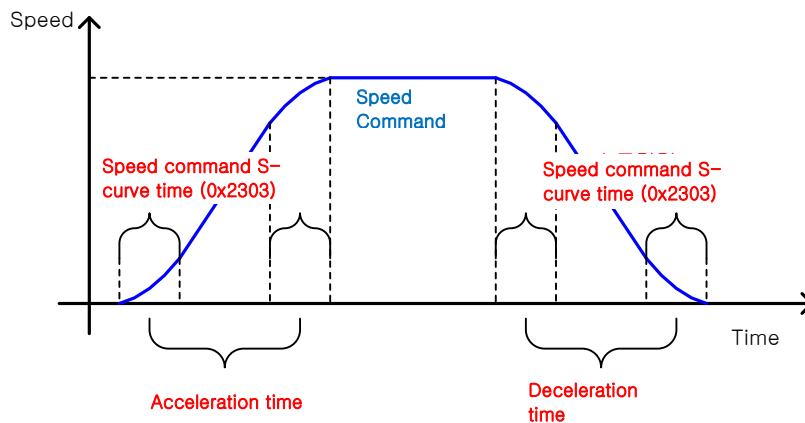 Speed
Speed
Command
Speed command S-
curve time (0x2303)
Speed command S-
curve time (0x2303)
Time
Acceleration time
Deceleration
time